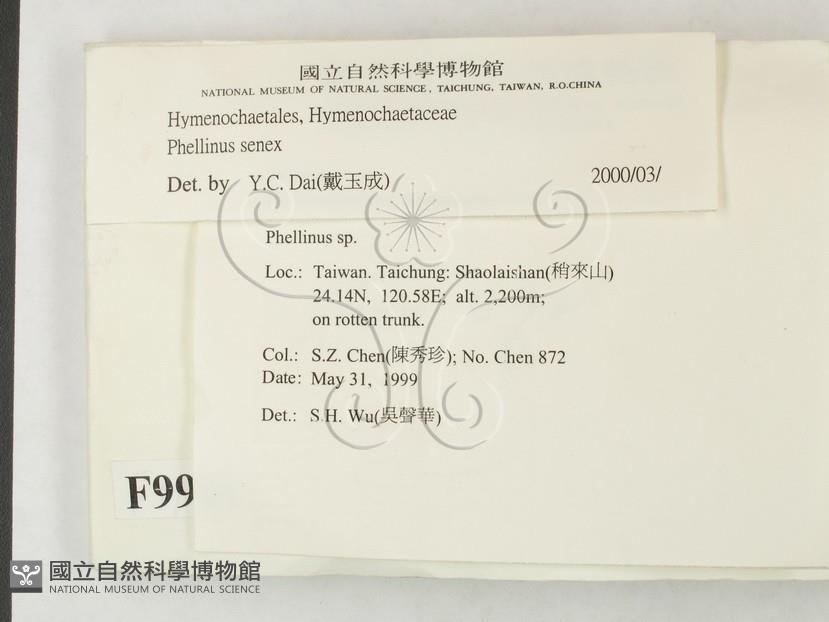 國立自然科學博物館
NATIONAL MUSEUM OF NATURAL SCIENCE, TAICHUNG, TAIWAN, R.O.CHINA
Hymenochaetales, Hymenochaetaceae
Phellinus senex
Det. by Y.C. Dai(戴玉成) 2000/03/
Phellinus sp.
Loc.: Taiwan. Taichung: Shaolaishan(稍來山)
24.14N, 120.58E; alt. 2,200m;
on rotten trunk.
Col.: S.Z. Chen(陳秀珍); No. Chen 872
Date: May 31, 1999
Det.: S.H. Wu(吳聲華)
F99
國立自然科學博物館
NATIONAL MUSEUM OF NATURAL SCIENCE